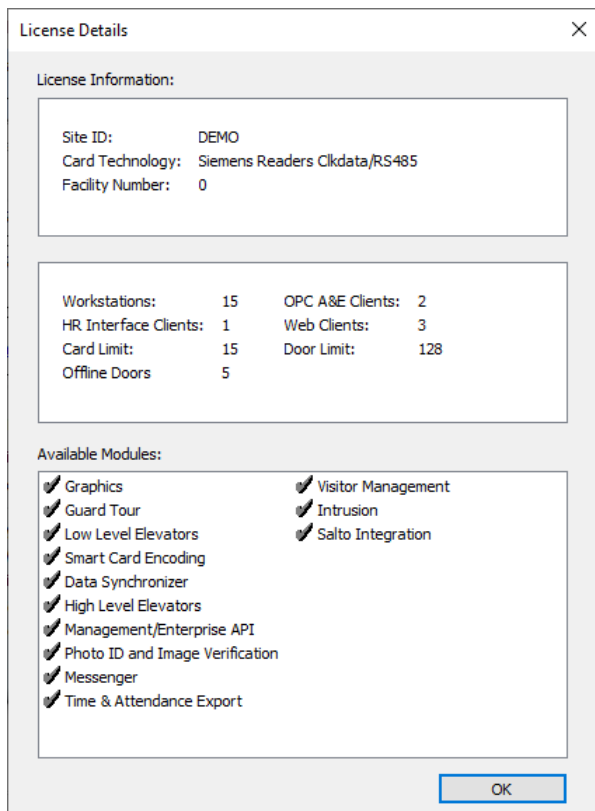 License Details
License Information:
Site ID: DEMO
Card Technology: Siemens Readers Clkdata/RS485
Facility Number: 0
Workstations: 15 OPC A&E Clients: 2
HR Interface Clients: 1 Web Clients: 3
Card Limit: 15 Door Limit: 128
Offline Doors 5
Available Modules:
Graphics Visitor Management
Guard Tour Intrusion
Low Level Elevators Salto Integration
Smart Card Encoding
Data Synchronizer
High Level Elevators
Management/Enterprise API
Photo ID and Image Verification
Messenger
Time & Attendance Export
OK